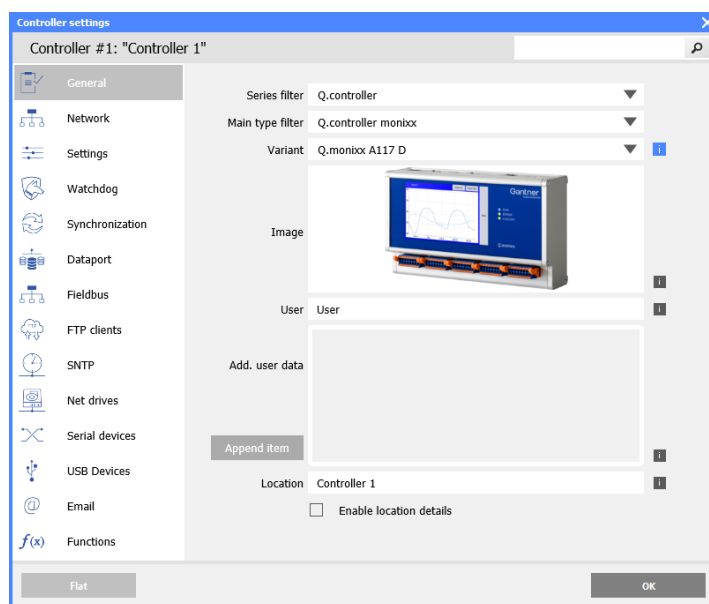 Controller settings
Controller #1: "Controller 1"
General
Network
Settings
Watchdog
Synchronization
Dataport
Fieldbus
FTP clients
SNTP
Net drives
Serial devices
USB Devices
Email
f(x) Functions
Series filter Q.controller
Main type filter Q.controller monixx
Variant Q.monixx A117 D
Image
Gantner
User User
Add. user data
Append item
Location Controller 1
Enable location details
Flat
OK